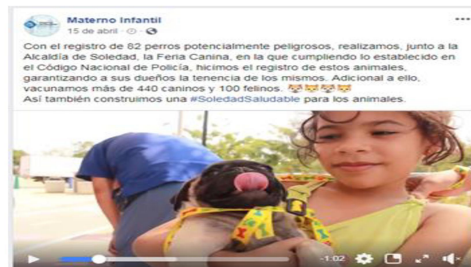 Materno Infantil
15 de abril ·
Con el registro de 82 perros potencialmente peligrosos, realizamos, junto a la
Alcaldía de Soledad, la Feria Canina, en la que cumpliendo lo establecido en
el Código Nacional de Policía, hicimos el registro de estos animales,
garantizando a sus dueños la tenencia de los mismos. Adicional a ello,
vacunamos más de 440 caninos y 100 felinos.
Así también construimos una #SoledadSaludable para los animales.
-1:02